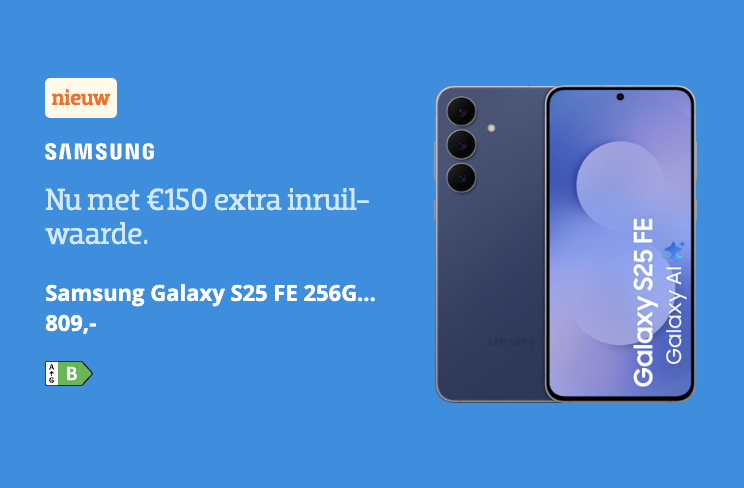 nieuw
SAMSUNG
Nu met €150 extra inruil-
waarde.
Samsung Galaxy S25 FE 256G...
809,-
A
G
B
SAMSUNG
Galaxy S25 FE
Galaxy AI